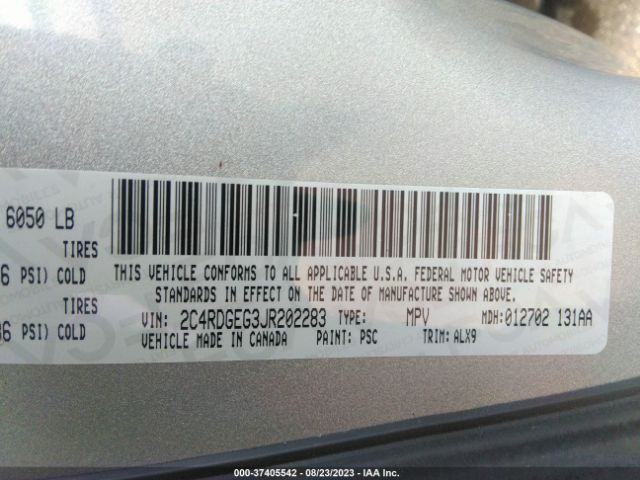 6050 LB
TIRES
6 PSI) COLD
THIS VEHICLE CONFORMS TO ALL APPLICABLE U.S.A. FEDERAL MOTOR VEHICLE SAFETY
STANDARDS IN EFFECT ON THE DATE OF MANUFACTURE SHOWN ABOVE.
TIRES
36 PSI) COLD
VIN: 2C4RDGEG3JR202283 TYPE: MPV MDH: 012702 131AA
VEHICLE MADE IN CANADA PAINT: PSC TRIM: ALX9
000-37405542 - 08/23/2023 - IAA Inc.